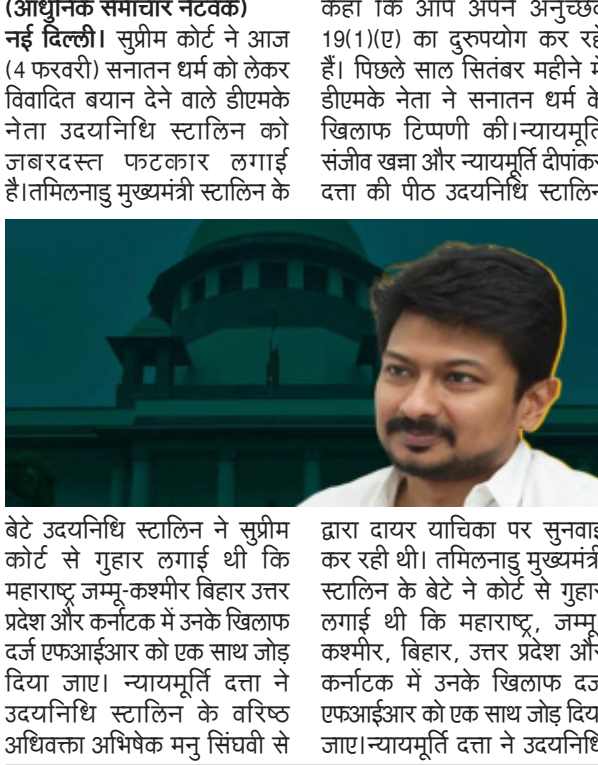 (आधुनिक समाचार नेटवर्क)
नई दिल्ली। सुप्रीम कोर्ट ने आज
(4 फरवरी) सनातन धर्म को लेकर
विवादित बयान देने वाले डीएमके
नेता उदयनिधि स्टालिन को
जबरदस्त फटकार लगाई
है।तमिलनाडु मुख्यमंत्री स्टालिन के
बेटे उदयनिधि स्टालिन ने सुप्रीम
कोर्ट से गुहार लगाई थी कि
महाराष्ट्र जम्मू-कश्मीर बिहार उत्तर
प्रदेश और कर्नाटक में उनके खिलाफ
दर्ज एफआईआर को एक साथ जोड़
दिया जाए। न्यायमूर्ति दत्ता ने
उदयनिधि स्टालिन के वरिष्ठ
अधिवक्ता अभिषेक मनु सिंघवी से
कहा कि आप अपने अनुच्छेद
19(1)(ए) का दुरुपयोग कर रहे
हैं। पिछले साल सितंबर महीने में
डीएमके नेता ने सनातन धर्म के
खिलाफ टिप्पणी की।न्यायमूर्ति
संजीव खन्ना और न्यायमूर्ति दीपांकर
दत्ता की पीठ उदयनिधि स्टालिन
द्वारा दायर याचिका पर सुनवाई
कर रही थी। तमिलनाडु मुख्यमंत्री
स्टालिन के बेटे ने कोर्ट से गुहार
लगाई थी कि महाराष्ट्र, जम्मू
कश्मीर, बिहार, उत्तर प्रदेश और
कर्नाटक में उनके खिलाफ दर्ज
एफआईआर को एक साथ जोड़ दिया
जाए।न्यायमूर्ति दत्ता ने उदयनिधि